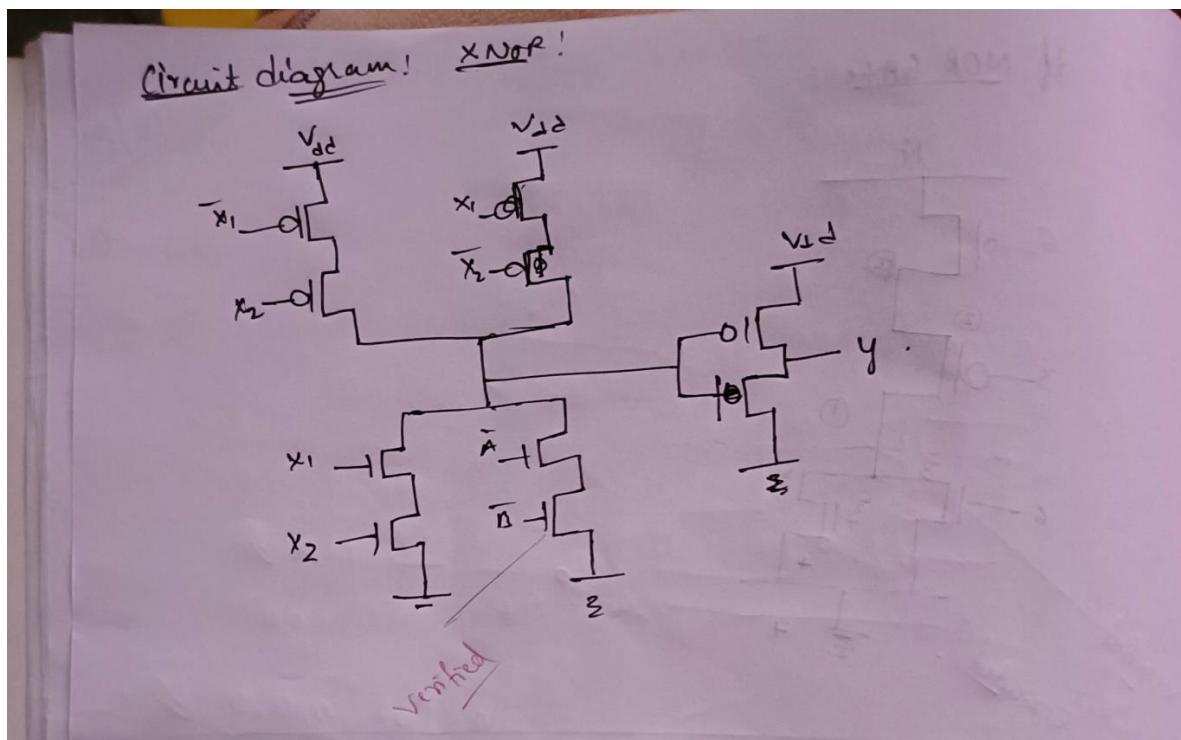 Circuit diagram! XNOR!
Vdd
Vdd
x̅1
x1
x̅2
x2
Vdd
y
x1
A̅
B̅
x2
verified